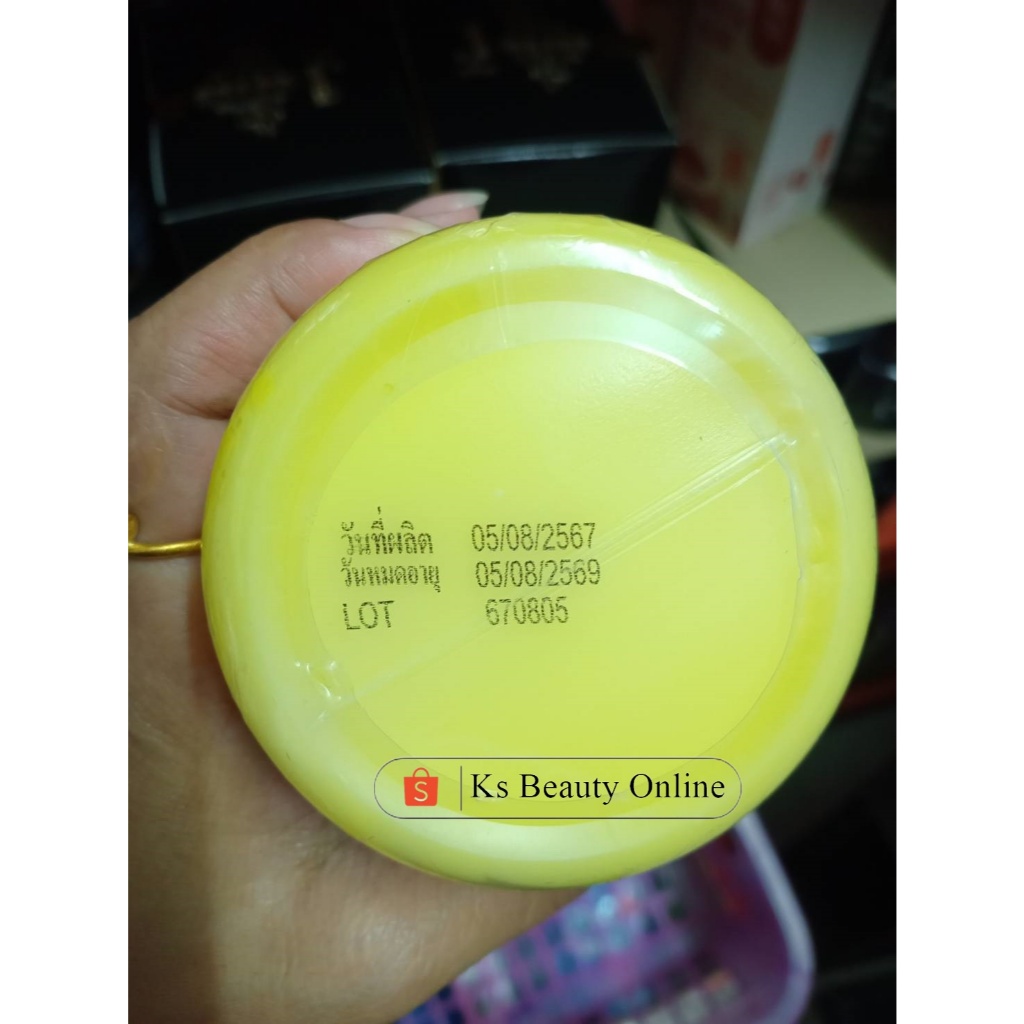 วันที่ผลิต 05/08/2567
วันหมดอายุ 05/08/2569
LOT 670805
S Ks Beauty Online